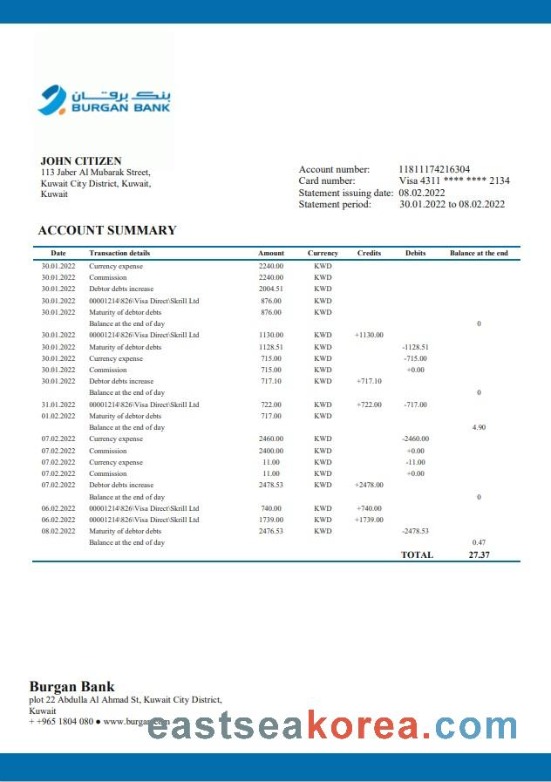 بنك برقان
BURGAN BANK
JOHN CITIZEN
113 Jaber Al Mubarak Street,
Kuwait City District, Kuwait,
Kuwait
Account number: 11811174216304
Card number: Visa 4311 **** **** 2134
Statement issuing date: 08.02.2022
Statement period: 30.01.2022 to 08.02.2022
ACCOUNT SUMMARY
Date Transaction details Amount Currency Credits Debits Balance at the end
30.01.2022 Currency expense 2240.00 KWD
30.01.2022 Commission 2240.00 KWD
30.01.2022 Debtor debts increase 2004.51 KWD
30.01.2022 00001214\826\Visa Direct\Skrill Ltd 876.00 KWD
30.01.2022 Maturity of debtor debts 876.00 KWD
Balance at the end of day 0
30.01.2022 00001214\826\Visa Direct\Skrill Ltd 1130.00 KWD +1130.00
30.01.2022 Maturity of debtor debts 1128.51 KWD -1128.51
30.01.2022 Currency expense 715.00 KWD -715.00
30.01.2022 Commission 715.00 KWD +0.00
30.01.2022 Debtor debts increase 717.10 KWD +717.10
Balance at the end of day 0
31.01.2022 00001214\826\Visa Direct\Skrill Ltd 722.00 KWD +722.00 -717.00
01.02.2022 Maturity of debtor debts 717.00 KWD
Balance at the end of day 4.90
07.02.2022 Currency expense 2460.00 KWD -2460.00
07.02.2022 Commission 2400.00 KWD +0.00
07.02.2022 Currency expense 11.00 KWD -11.00
07.02.2022 Commission 11.00 KWD +0.00
07.02.2022 Debtor debts increase 2478.53 KWD +2478.00
Balance at the end of day 0
06.02.2022 00001214\826\Visa Direct\Skrill Ltd 740.00 KWD +740.00
06.02.2022 00001214\826\Visa Direct\Skrill Ltd 1739.00 KWD +1739.00
08.02.2022 Maturity of debtor debts 2476.53 KWD -2478.53
Balance at the end of day 0.47
TOTAL 27.37
Burgan Bank
plot 22 Abdulla Al Ahmad St, Kuwait City District,
Kuwait
+ +965 1804 080 ● www.burgan.com
eastseakorea.com